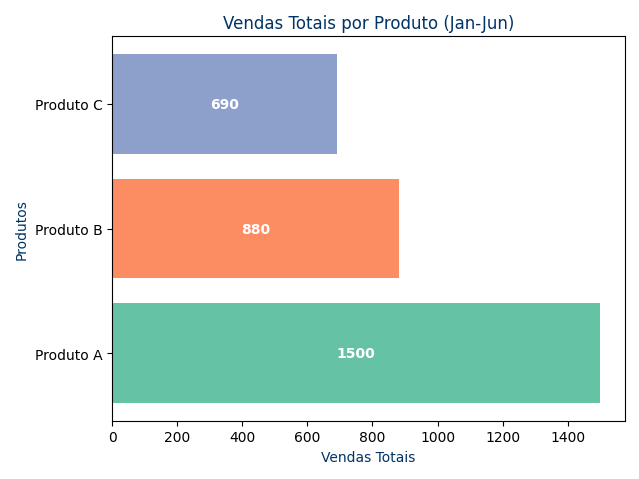 Vendas Totais por Produto (Jan-Jun)
Produto C
690
Produto B
880
Produto A
1500
Produtos
0 200 400 600 800 1000 1200 1400
Vendas Totais